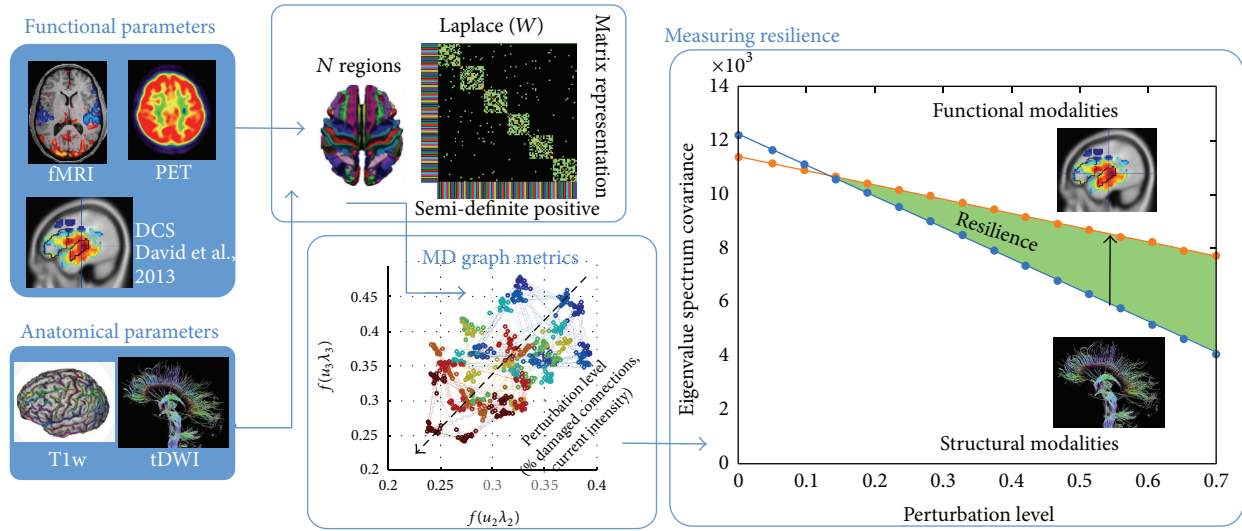 Functional parameters
fMRI
PET
DCS
David et al.,
2013
Anatomical parameters
T1w
tDWI
Laplace (W)
N regions
Matrix representation
Semi-definite positive
MD graph metrics
f(u₃λ₃)
0.45
0.4
0.35
0.3
0.25
0.2
0.2
0.25
0.3
0.35
0.4
f(u₂λ₂)
Perturbation level
(% damaged connections,
current intensity)
Measuring resilience
×10³
Eigenvalue spectrum covariance
14
12
10
8
6
4
2
0
Functional modalities
Resilience
Structural modalities
0
0.1
0.2
0.3
0.4
0.5
0.6
0.7
Perturbation level